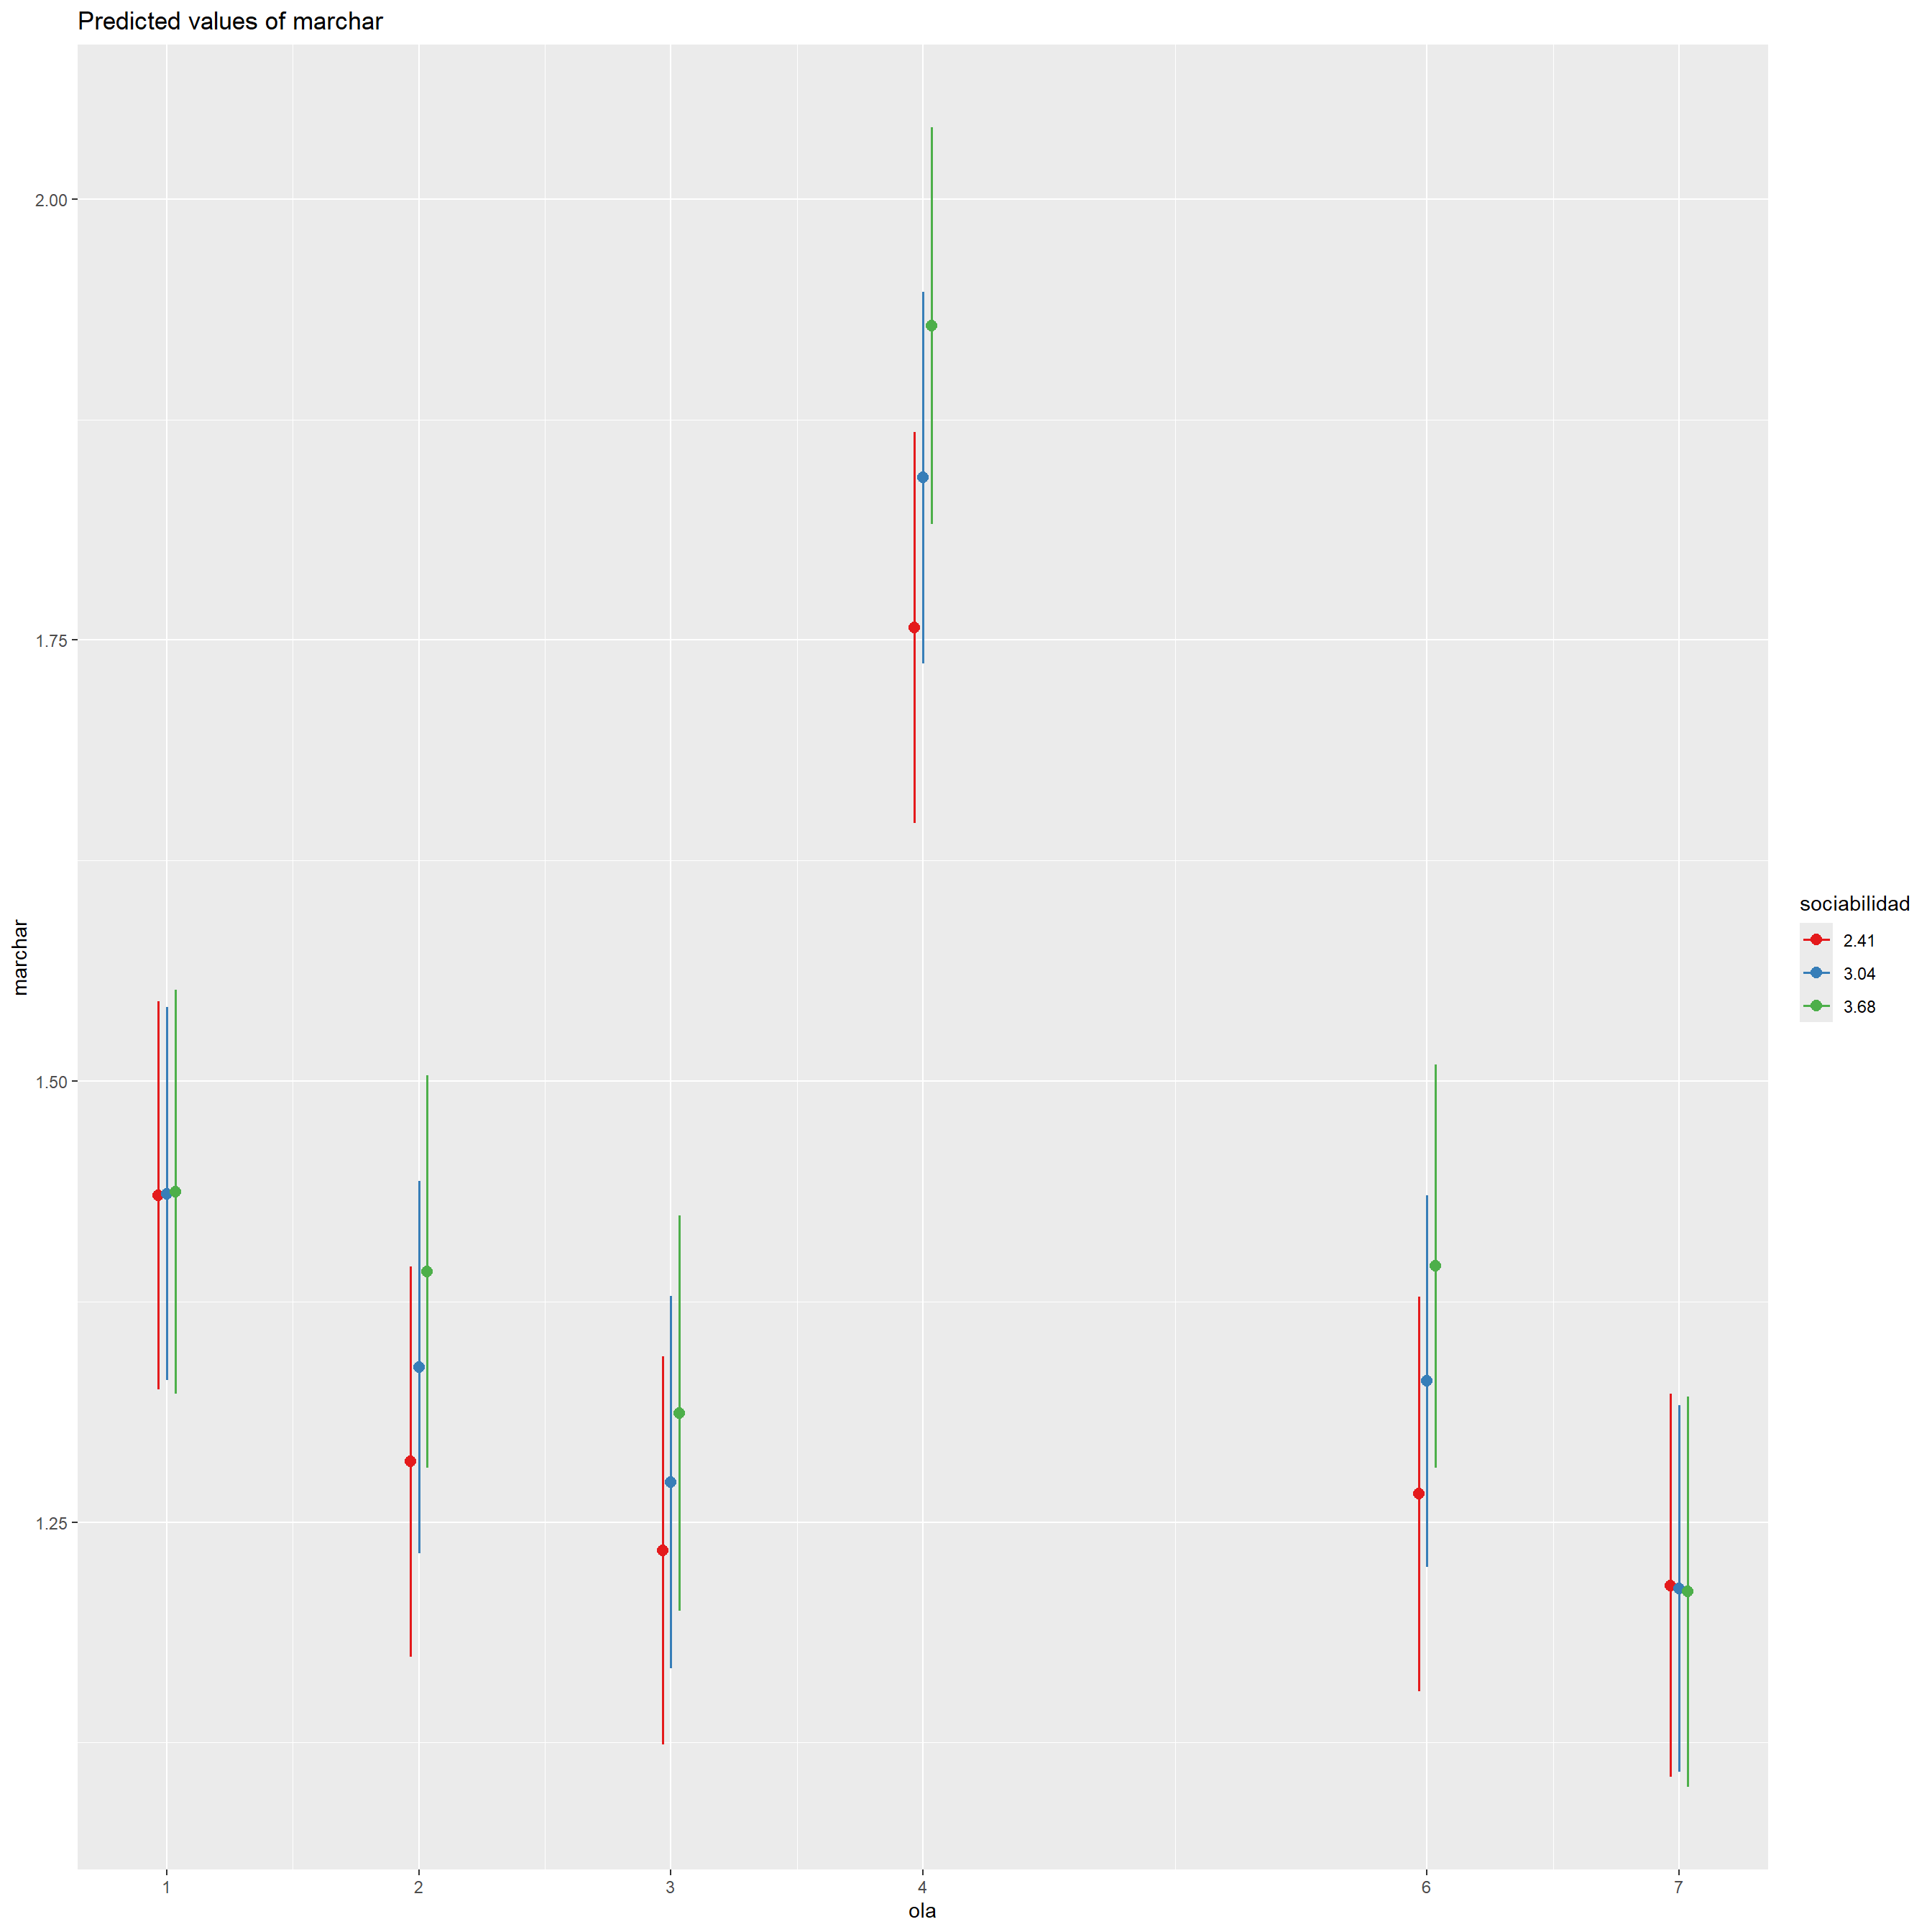 Predicted values of marchar
2.00
1.75
1.50
1.25
marchar
1 2 3 4 6 7
ola
sociabilidad
2.41
3.04
3.68